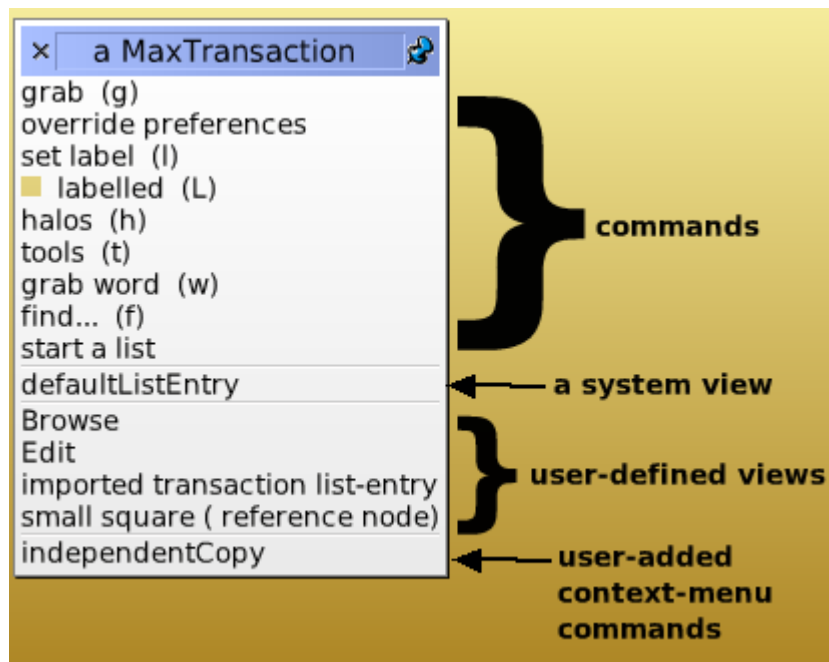 × a MaxTransaction
grab (g)
override preferences
set label (l)
labelled (L)
halos (h)
tools (t)
grab word (w)
find... (f)
start a list
defaultListEntry
Browse
Edit
imported transaction list-entry
small square ( reference node)
independentCopy
commands
a system view
user-defined views
user-added
context-menu
commands